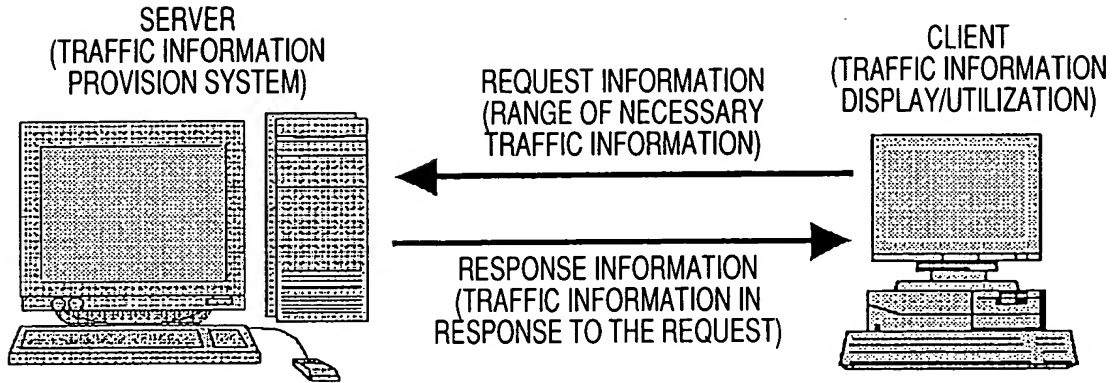 SERVER
(TRAFFIC INFORMATION
PROVISION SYSTEM)
REQUEST INFORMATION
(RANGE OF NECESSARY
TRAFFIC INFORMATION)
CLIENT
(TRAFFIC INFORMATION
DISPLAY/UTILIZATION)
RESPONSE INFORMATION
(TRAFFIC INFORMATION IN
RESPONSE TO THE REQUEST)